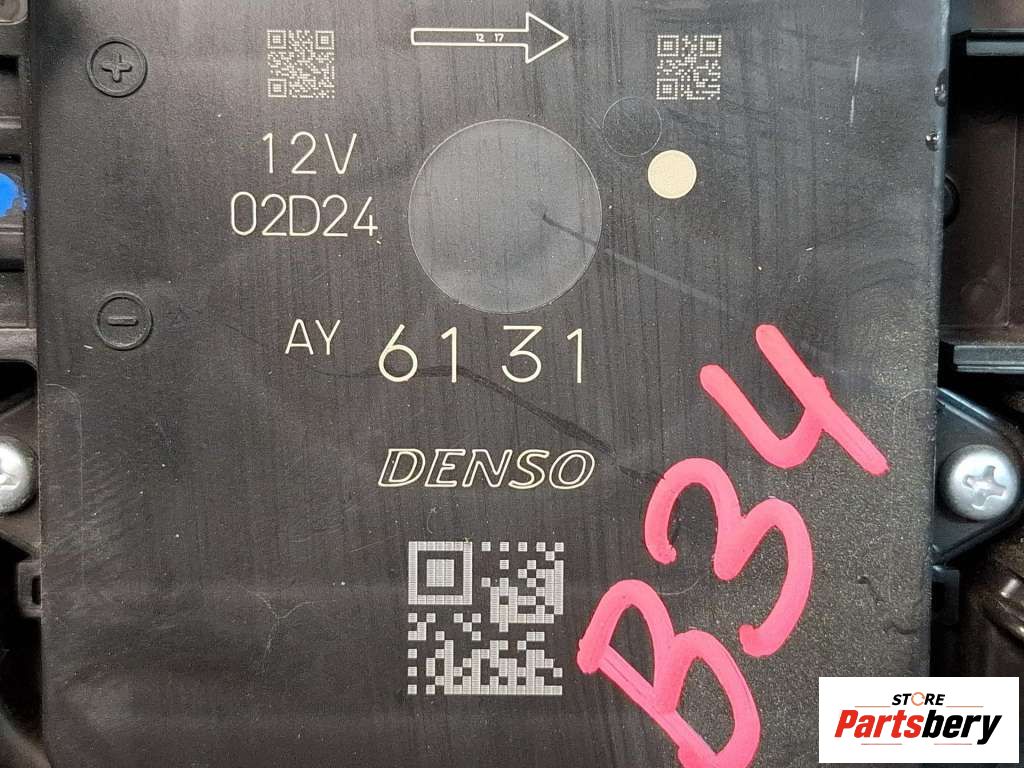 12 17
12V
02D24
+
-
AY 6131
DENSO
B34
STORE
Partsbery